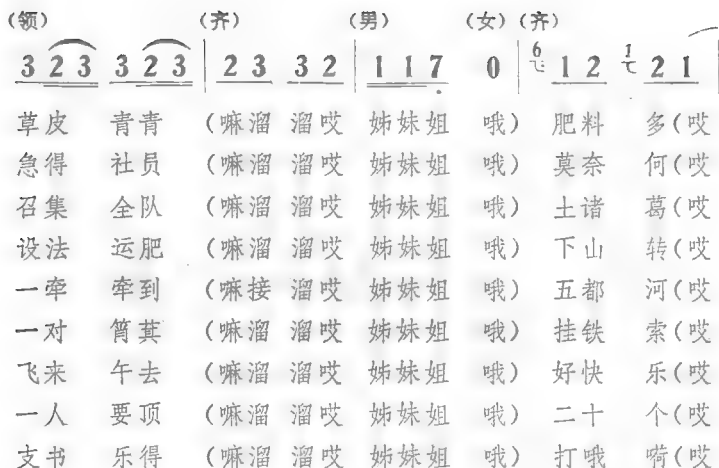 (领) (齐) (男) (女) (齐)
3 2 3 3 2 3 | 2 3 3 2 | 1 1 7 0 | 6 1 2 1 2 1
草皮 青青 (嘛溜 溜哎 姊妹姐 哦) 肥料 多(哎
急得 社员 (嘛溜 溜哎 姊妹姐 哦) 莫奈 何(哎
召集 全队 (嘛溜 溜哎 姊妹姐 哦) 土诸 葛(哎
设法 运肥 (嘛溜 溜哎 姊妹姐 哦) 下山 转(哎
一牵 牵到 (嘛接 溜哎 姊妹姐 哦) 五都 河(哎
一对 筲萁 (嘛溜 溜哎 姊妹姐 哦) 挂铁 索(哎
飞来 午去 (嘛溜 溜哎 姊妹姐 哦) 好快 乐(哎
一人 要顶 (嘛溜 溜哎 姊妹姐 哦) 二十 个(哎
支书 乐得 (嘛溜 溜哎 姊妹姐 哦) 打哦 嗬(哎